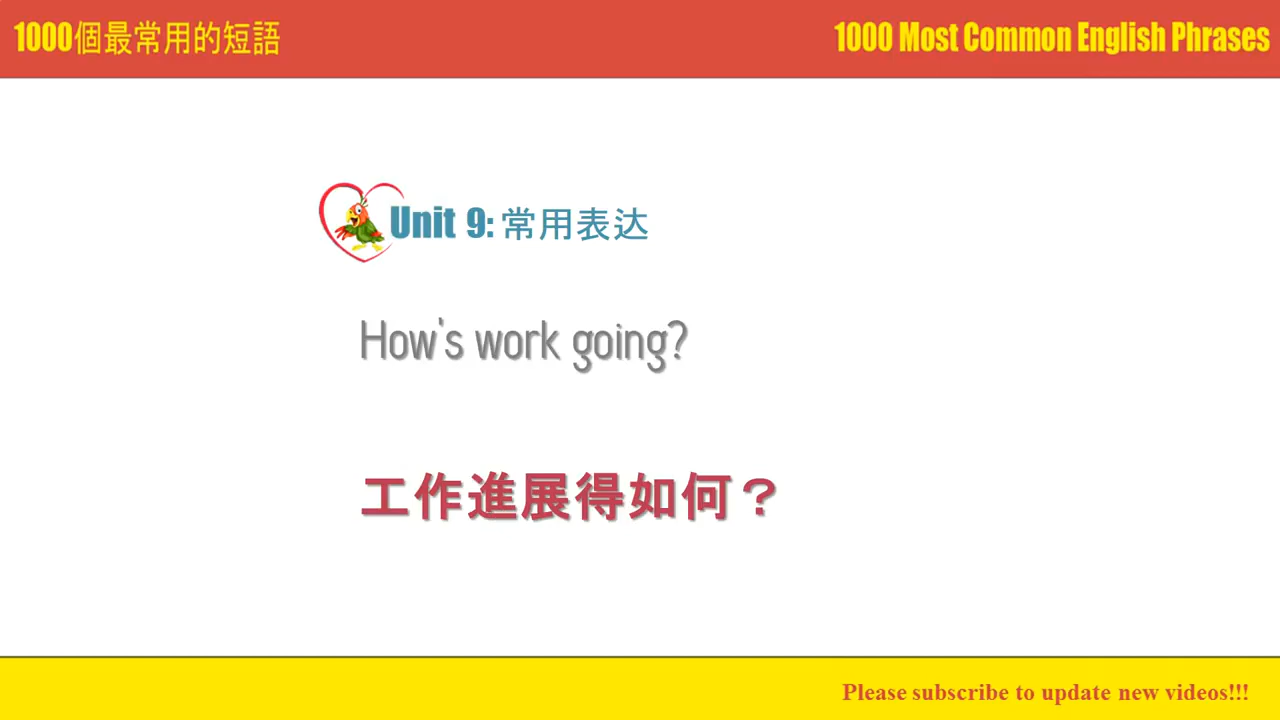 1000個最常用的短語
1000 Most Common English Phrases
Unit 9: 常用表达
How's work going?
工作進展得如何？
Please subscribe to update new videos!!!